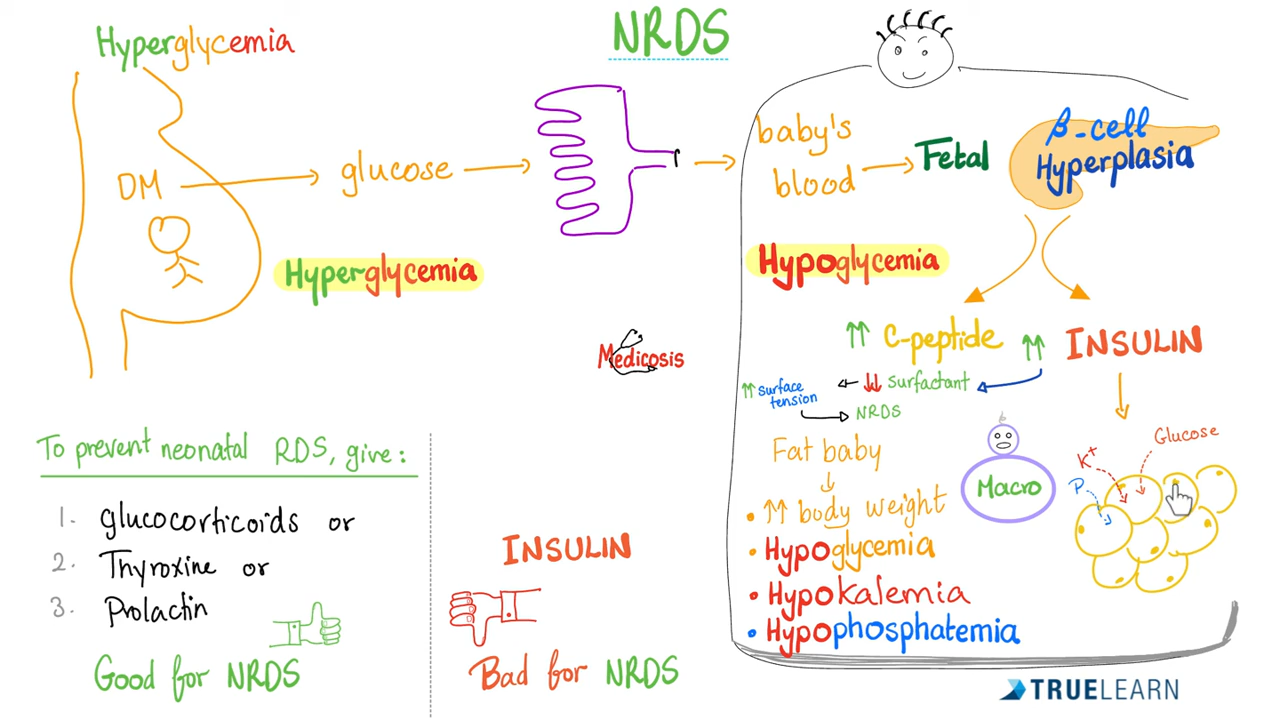 Hyperglycemia
NRDS
DM
glucose
baby's
blood
Fetal
β-cell
Hyperplasia
Hyperglycemia
Hypoglycemia
Medicosis
↑↑ C-peptide
↑↑ INSULIN
↑↑ Surface
tension
↓↓ Surfactant
NRDS
Fat baby
↑↑ body weight
• Hypoglycemia
• Hypokalemia
• Hypophosphatemia
Macro
K+
Glucose
P
To prevent neonatal RDS, give:
1. glucocorticoids or
2. Thyroxine or
3. Prolactin
Good for NRDS
INSULIN
Bad for NRDS
TRUELEARN